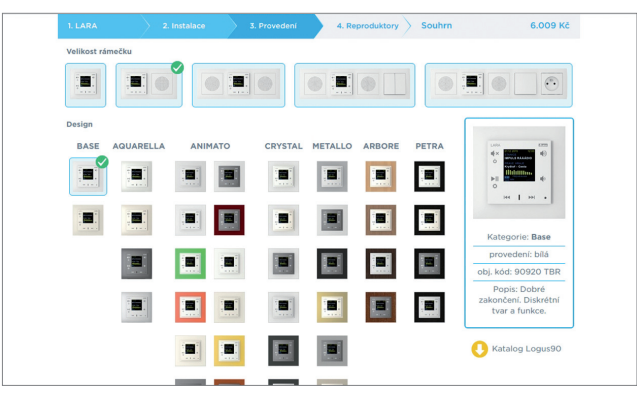 1. LARA
2. Instalace
3. Provedení
4. Reproduktory
Souhrn
6.009 Kč
Velikost rámečku
Design
BASE
AQUARELLA
ANIMATO
CRYSTAL
METALLO
ARBORE
PETRA
LARA
Kategorie: Base
provedení: bílá
obj. kód: 90920 TBR
Popis: Dobré
zakončení. Diskrétní
tvar a funkce.
Katalog Logus90